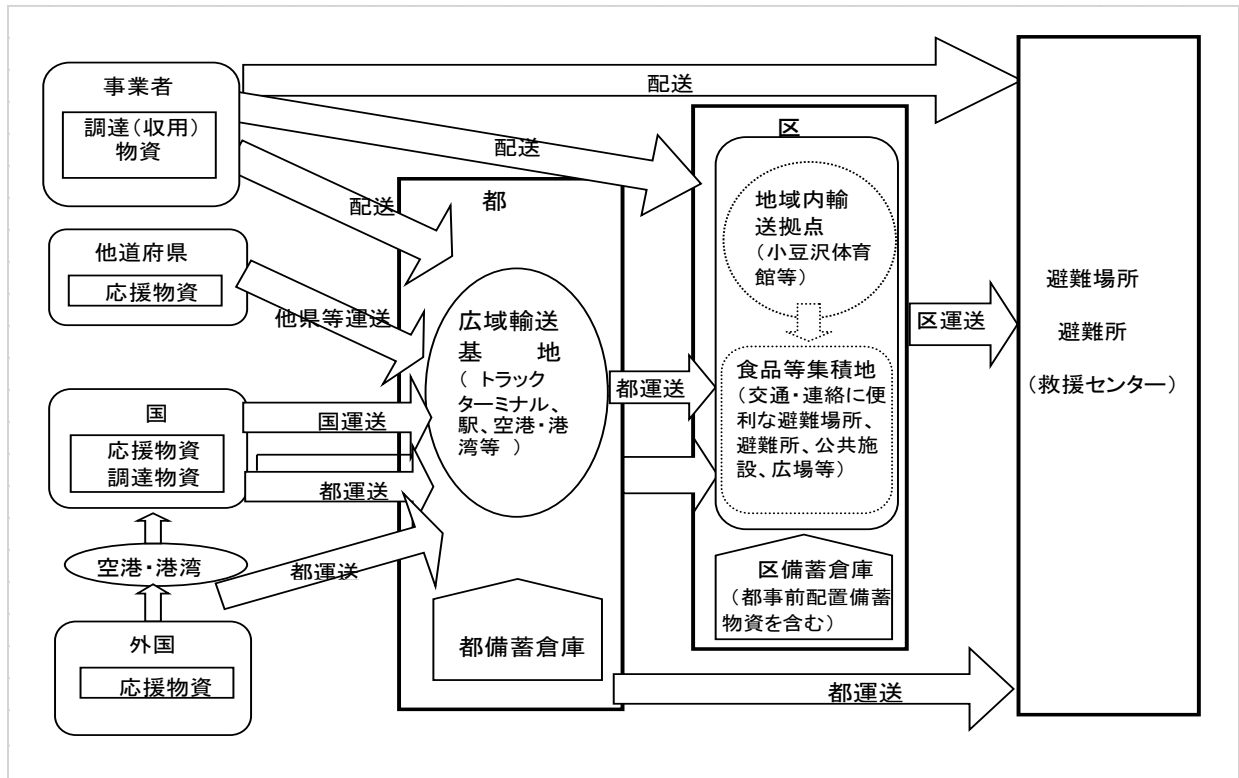 事業者
調達(収用)
物資
他道府県
応援物資
国
応援物資
調達物資
空港・港湾
外国
応援物資
配送
配送
配送
他県等運送
国運送
都運送
都運送
都
広域輸送
基　地
( トラック
ターミナル、
駅、空港・港
湾等 )
都備蓄倉庫
都運送
都運送
区
地域内輸
送拠点
(小豆沢体育
館等)
食品等集積地
(交通・連絡に便
利な避難場所、
避難所、公共施
設、広場等)
区備蓄倉庫
(都事前配置備蓄
物資を含む)
区運送
避難場所
避難所
(救援センター)